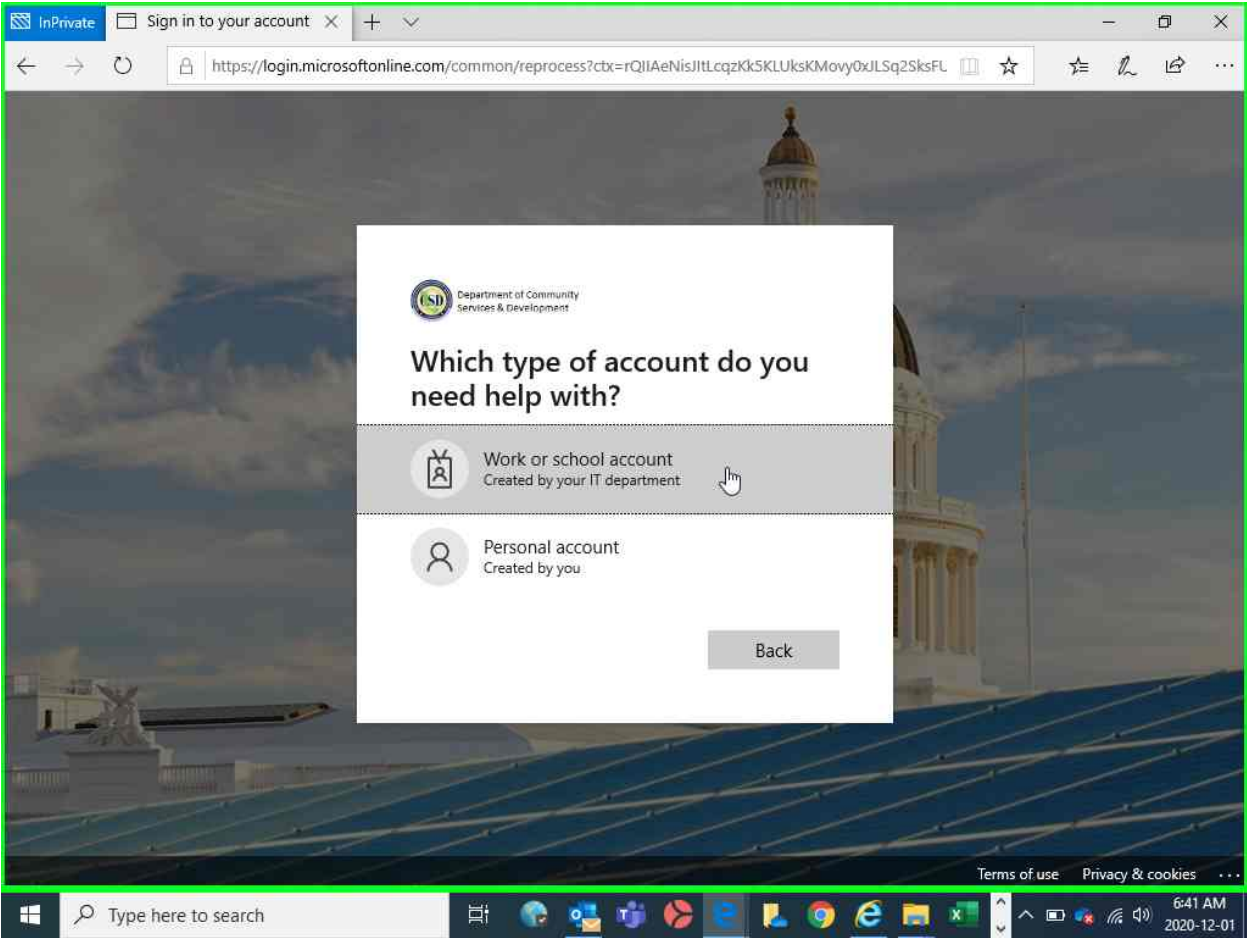 InPrivate
Sign in to your account
https://login.microsoftonline.com/common/reprocess?ctx=rQIIAeNisJItLcqzKk5KLUksKMovy0xJLSq2SksFL
CSD
Department of Community
Services & Development
Which type of account do you
need help with?
Work or school account
Created by your IT department
Personal account
Created by you
Back
Terms of use Privacy & cookies ...
Type here to search
6:41 AM
2020-12-01